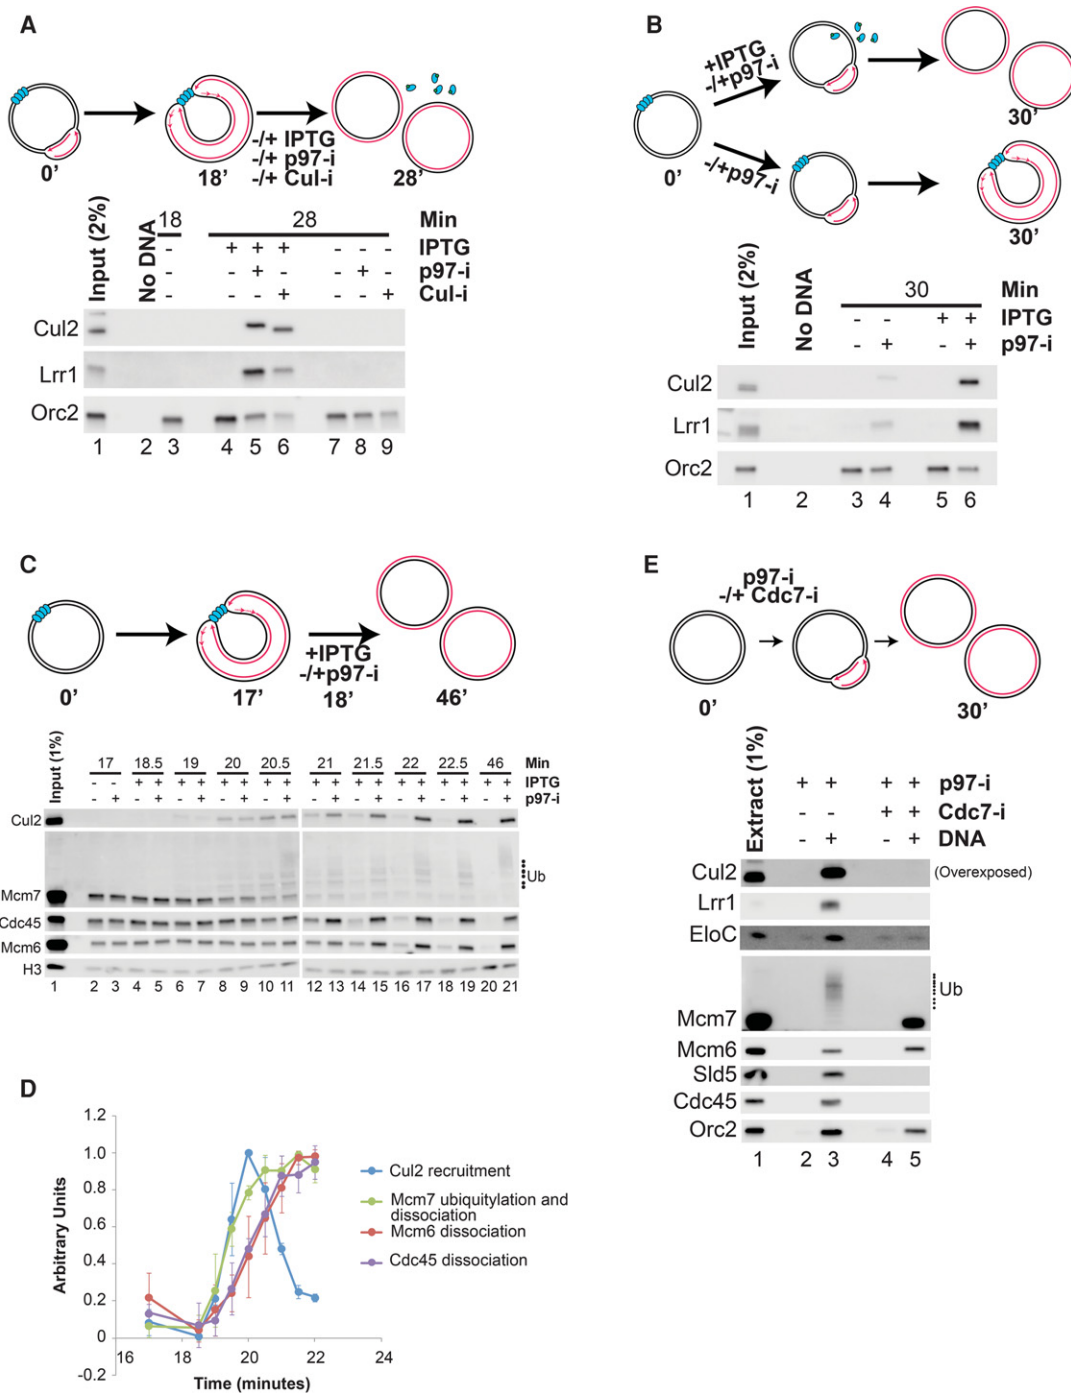 A
-/+ IPTG
-/+ p97-i
-/+ Cul-i
0'
18'
28'
Input (2%)
No DNA
18
28
Min
- + + + - - - IPTG
- - + - - + - p97-i
- - - + - - + Cul-i
Cul2
Lrr1
Orc2
1 2 3 4 5 6 7 8 9
B
+IPTG
-/+p97-i
30'
0'
-/+p97-i
30'
Input (2%)
No DNA
30
Min
- - + + IPTG
- + - + p97-i
Cul2
Lrr1
Orc2
1 2 3 4 5 6
C
+IPTG
-/+p97-i
0'
17'
18'
46'
Input (1%)
17 18.5 19 20 20.5 21 21.5 22 22.5 46 Min
- - + + + + + + + + + + + + + + + + + + IPTG
- + - + - + - + - + - + - + - + - + - + p97-i
Cul2
Ub
Mcm7
Cdc45
Mcm6
H3
1 2 3 4 5 6 7 8 9 10 11 12 13 14 15 16 17 18 19 20 21
D
1.2
1.0
0.8
0.6
0.4
0.2
0
-0.2
Arbitrary Units
16 18 20 22 24
Time (minutes)
Cul2 recruitment
Mcm7 ubiquitylation and
dissociation
Mcm6 dissociation
Cdc45 dissociation
E
p97-i
-/+ Cdc7-i
0'
30'
Extract (1%)
+ + + + p97-i
- - + + Cdc7-i
- + - + DNA
Cul2
(Overexposed)
Lrr1
EloC
Ub
Mcm7
Mcm6
Sld5
Cdc45
Orc2
1 2 3 4 5